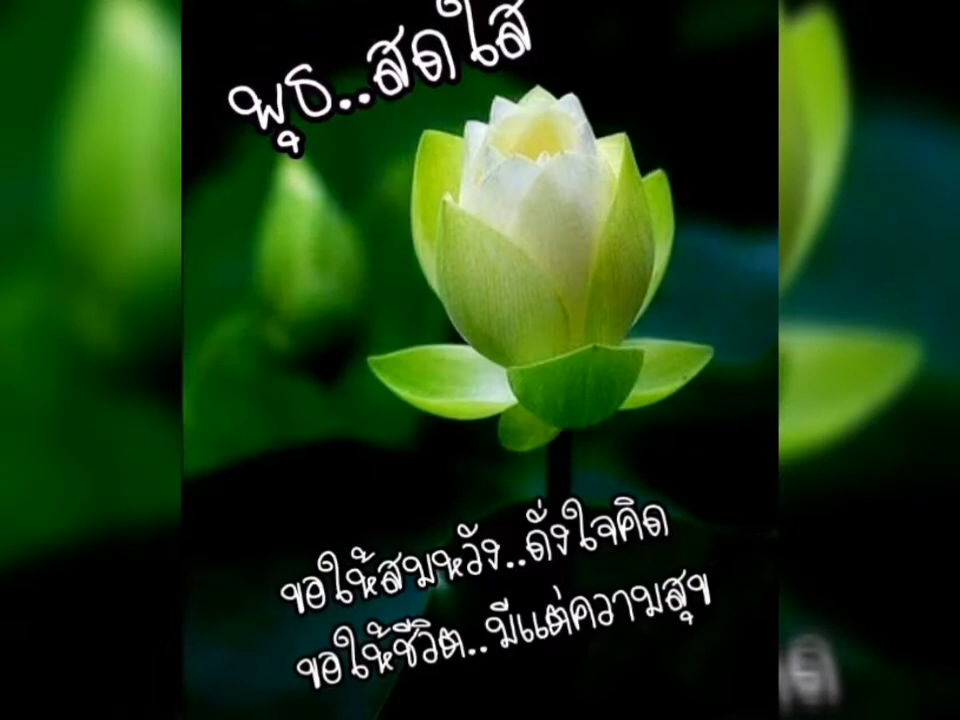 พุธ..สดใส
ขอให้สมหวัง..ดั่งใจคิด
ขอให้ชีวิต..มีแต่ความสุข